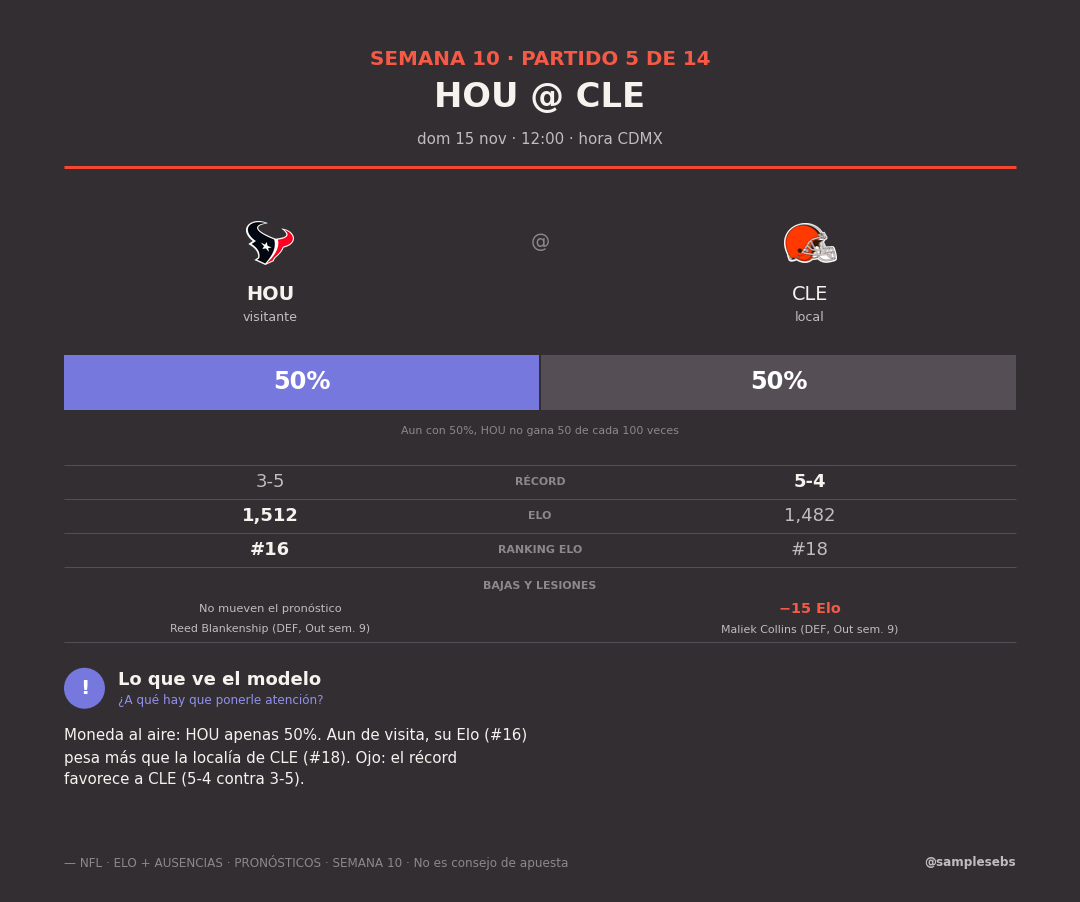 SEMANA 10 · PARTIDO 5 DE 14
HOU @ CLE
dom 15 nov · 12:00 · hora CDMX
@
HOU
visitante
CLE
local
50%
50%
Aun con 50%, HOU no gana 50 de cada 100 veces
3-5 RÉCORD 5-4
1,512 ELO 1,482
#16 RANKING ELO #18
BAJAS Y LESIONES
No mueven el pronóstico
Reed Blankenship (DEF, Out sem. 9)
−15 Elo
Maliek Collins (DEF, Out sem. 9)
!
Lo que ve el modelo
¿A qué hay que ponerle atención?
Moneda al aire: HOU apenas 50%. Aun de visita, su Elo (#16)
pesa más que la localía de CLE (#18). Ojo: el récord
favorece a CLE (5-4 contra 3-5).
— NFL · ELO + AUSENCIAS · PRONÓSTICOS · SEMANA 10 · No es consejo de apuesta
@samplesebs